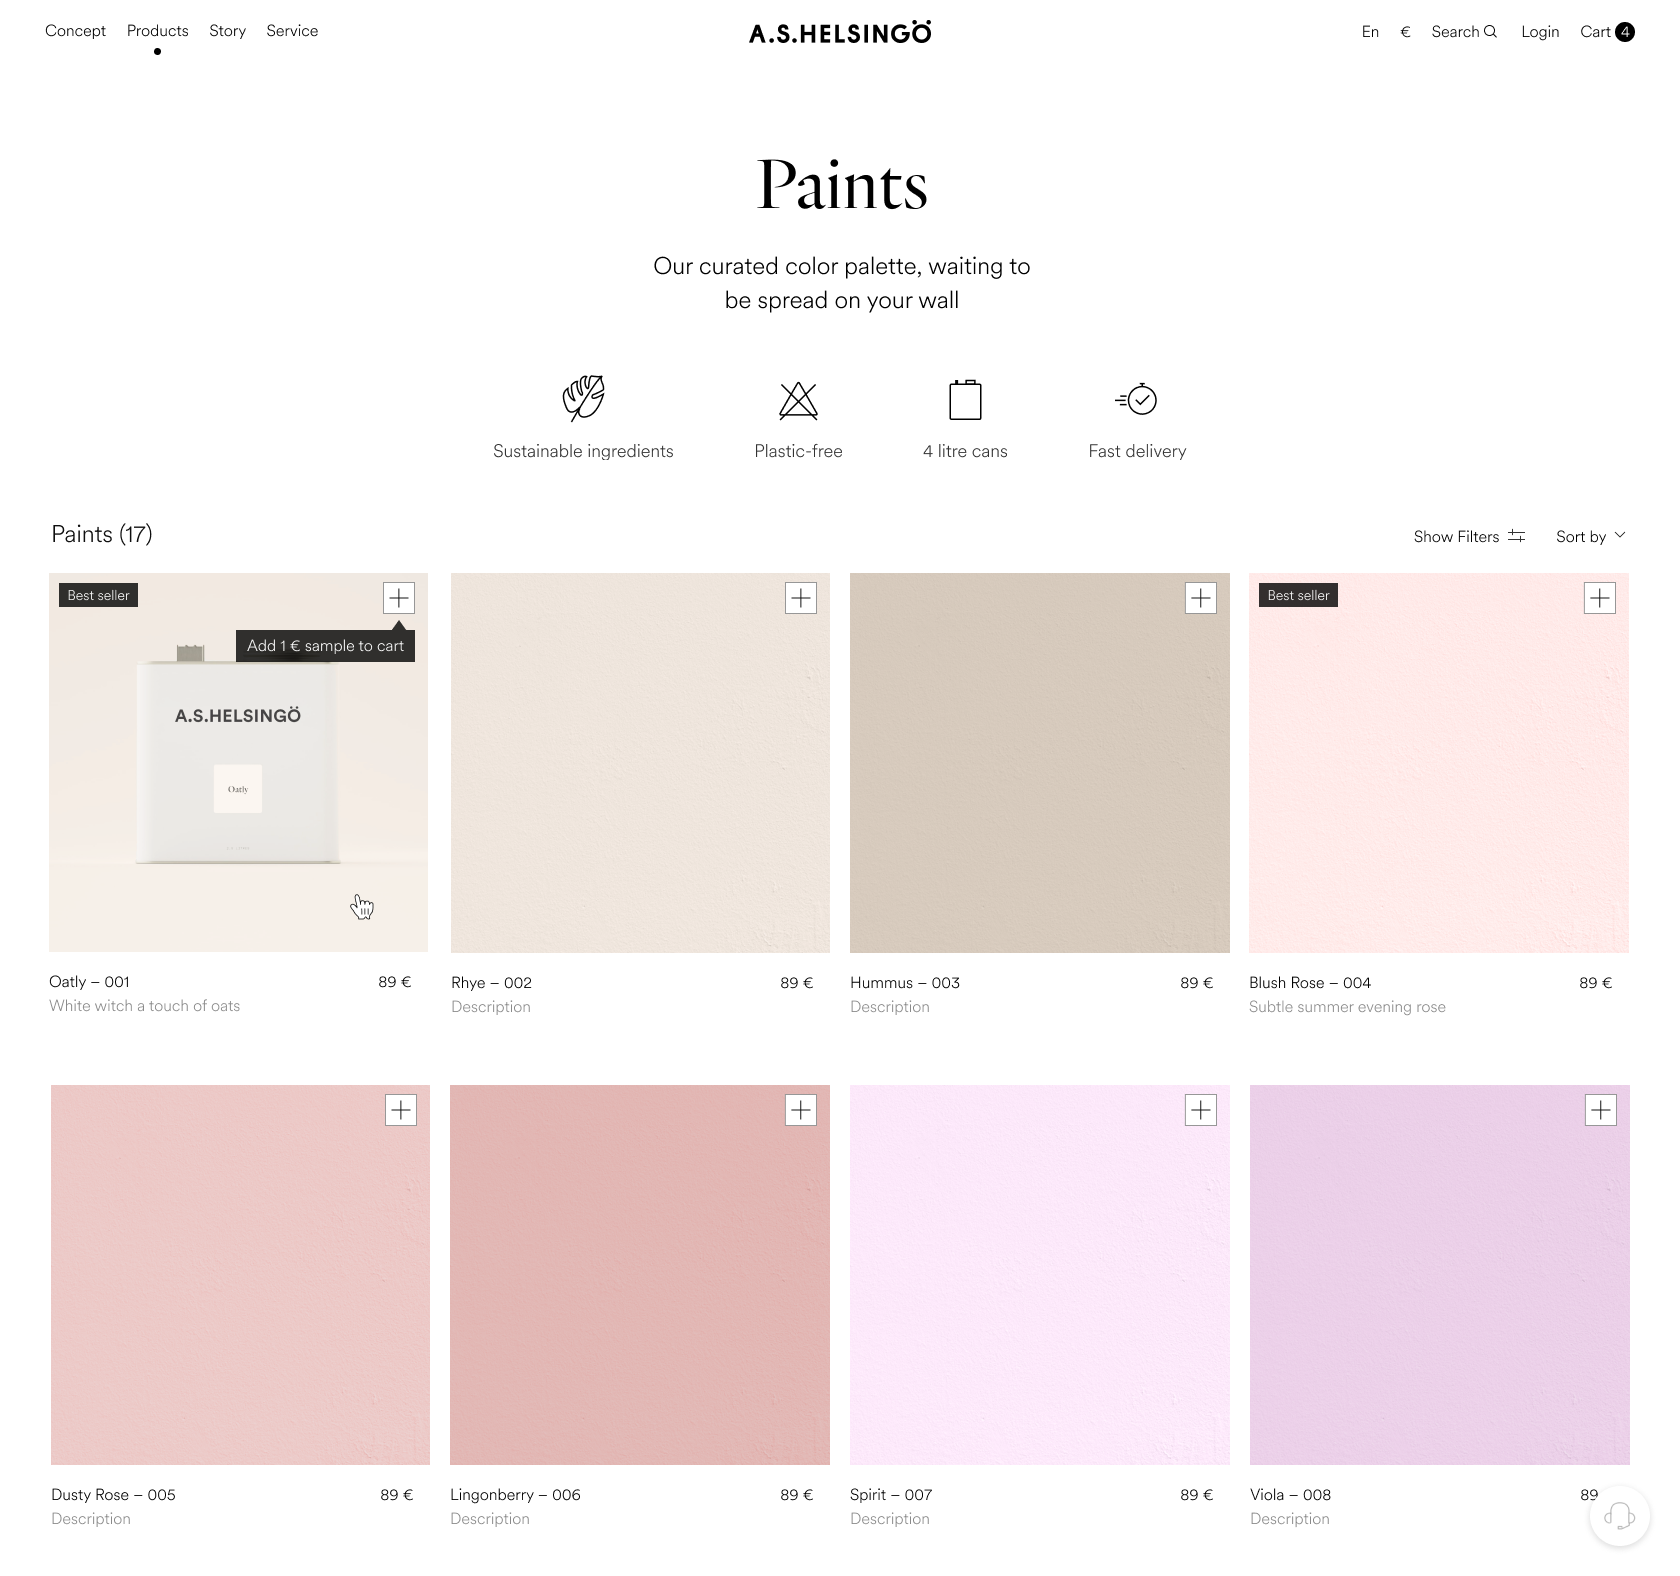 Concept Products Story Service
A.S.HELSINGÖ
En € Search Login Cart 4
Paints
Our curated color palette, waiting to
be spread on your wall
Sustainable ingredients
Plastic-free
4 litre cans
Fast delivery
Paints (17)
Show Filters Sort by
Best seller
Add 1 € sample to cart
A.S.HELSINGÖ
Oatly
Best seller
Oatly – 001 89 €
White witch a touch of oats
Rhye – 002 89 €
Description
Hummus – 003 89 €
Description
Blush Rose – 004 89 €
Subtle summer evening rose
Dusty Rose – 005 89 €
Description
Lingonberry – 006 89 €
Description
Spirit – 007 89 €
Description
Viola – 008 89
Description